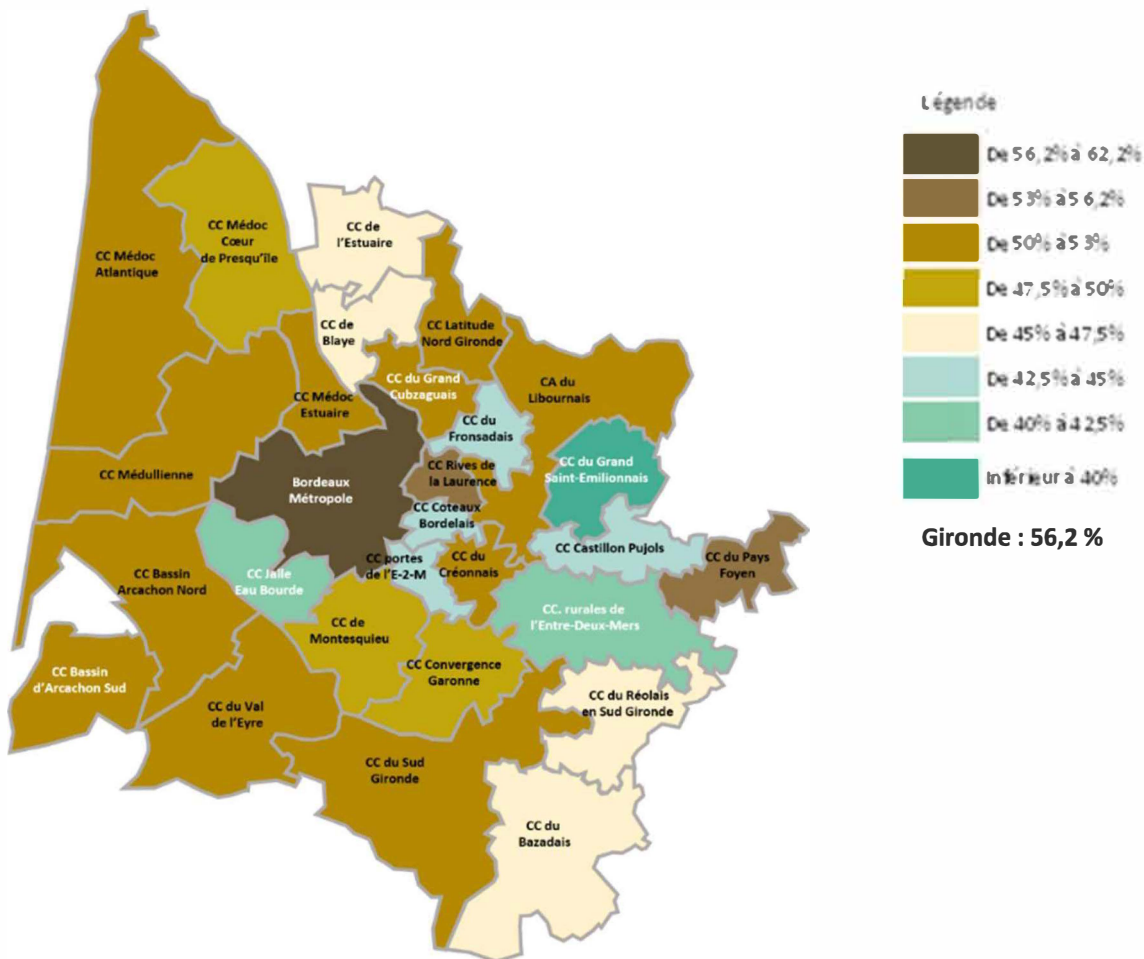 Légende
De 56,2% à 62,2%
De 53% à 56,2%
De 50% à 53%
De 47,5% à 50%
De 45% à 47,5%
De 42,5% à 45%
De 40% à 42,5%
Inférieur à 40%
Gironde : 56,2 %
CC Médoc
Atlantique
CC Médoc
Cœur
de Presqu'île
CC de
l'Estuaire
CC de
Blaye
CC Latitude
Nord Gironde
CC du Grand
Cubzaguais
CC Médoc
Estuaire
CA du
Libournais
CC du
Fronsadais
CC Médullienne
Bordeaux
Métropole
CC Rives de
la Laurence
CC du Grand
Saint-Emilionnais
CC Coteaux
Bordelais
CC portes
de l'E-2-M
CC du
Créonnais
CC Castillon Pujols
CC du Pays
Foyen
CC Bassin
Arcachon Nord
CC Jalle
Eau Bourde
CC. rurales de
l'Entre-Deux-Mers
CC de
Montesquieu
CC Convergence
Garonne
CC Bassin
d'Arcachon Sud
CC du Val
de l'Eyre
CC du Réolais
en Sud Gironde
CC du Sud
Gironde
CC du
Bazadais